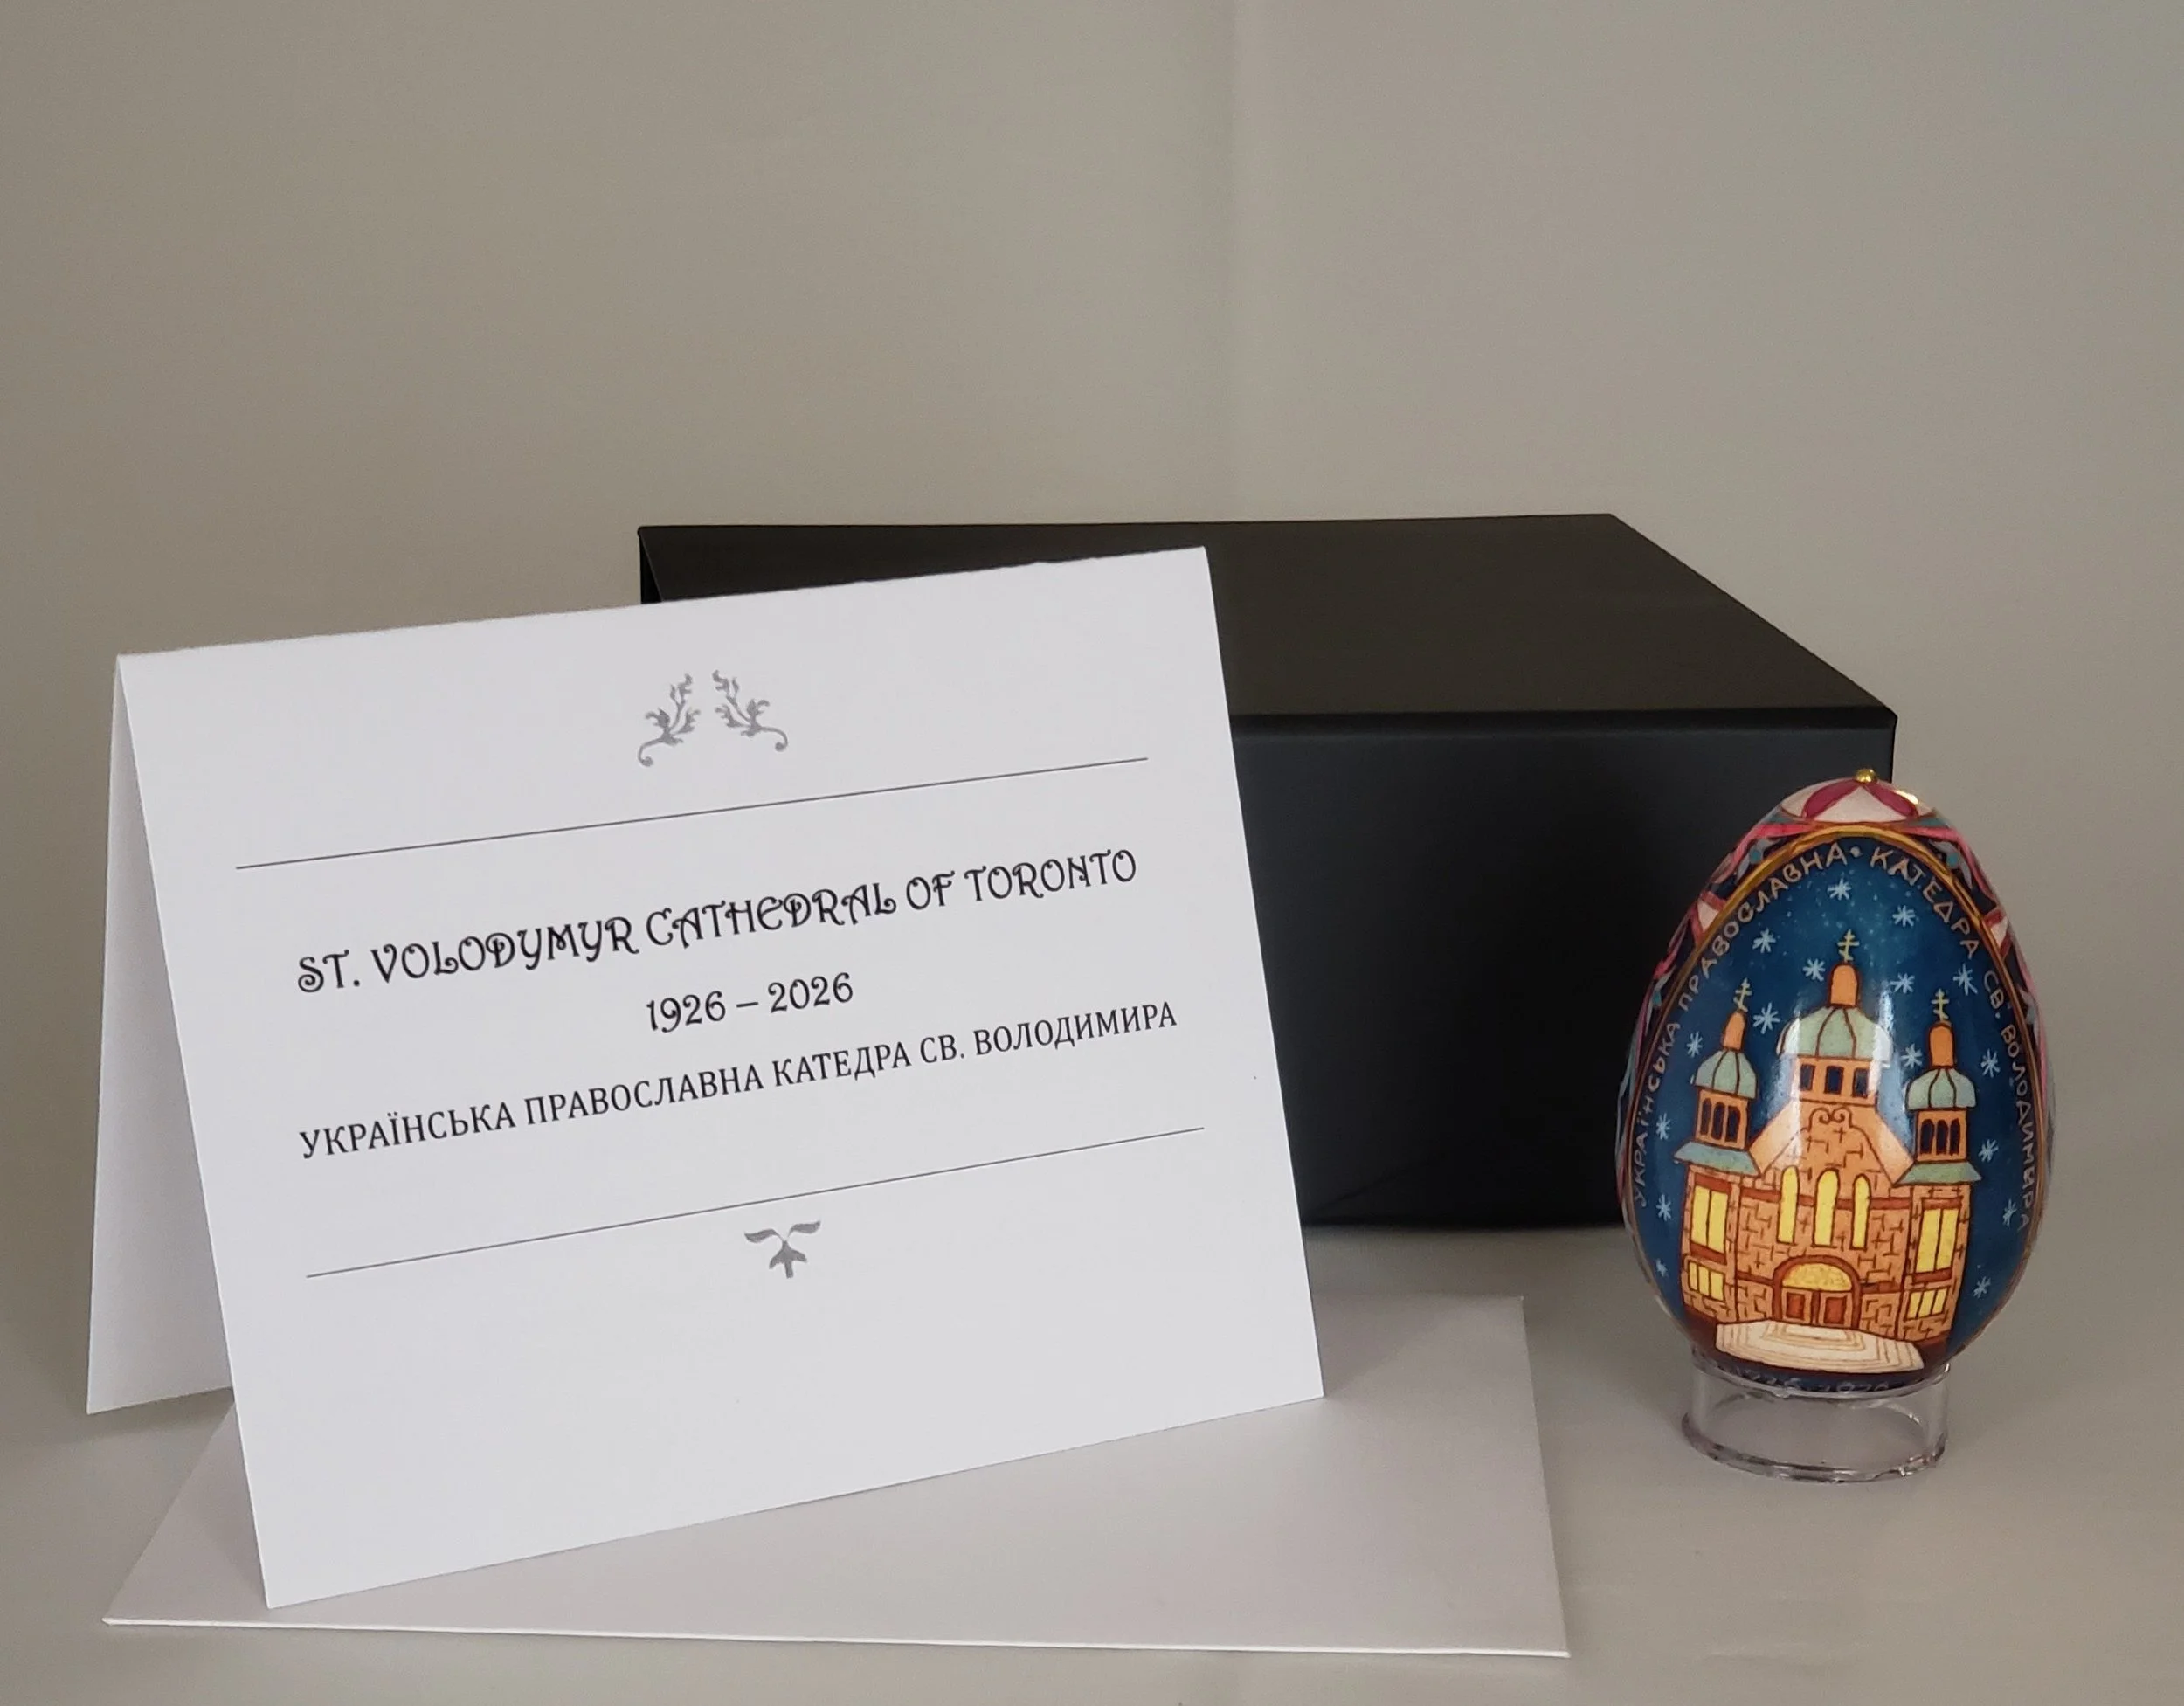 ST. VOLODYMYR CATHEDRAL OF TORONTO
1926 – 2026
УКРАЇНСЬКА ПРАВОСЛАВНА КАТЕДРА СВ. ВОЛОДИМИРА
УКРАЇНСЬКА ПРАВОСЛАВНА • КАТЕДРА СВ. ВОЛОДИМИРА